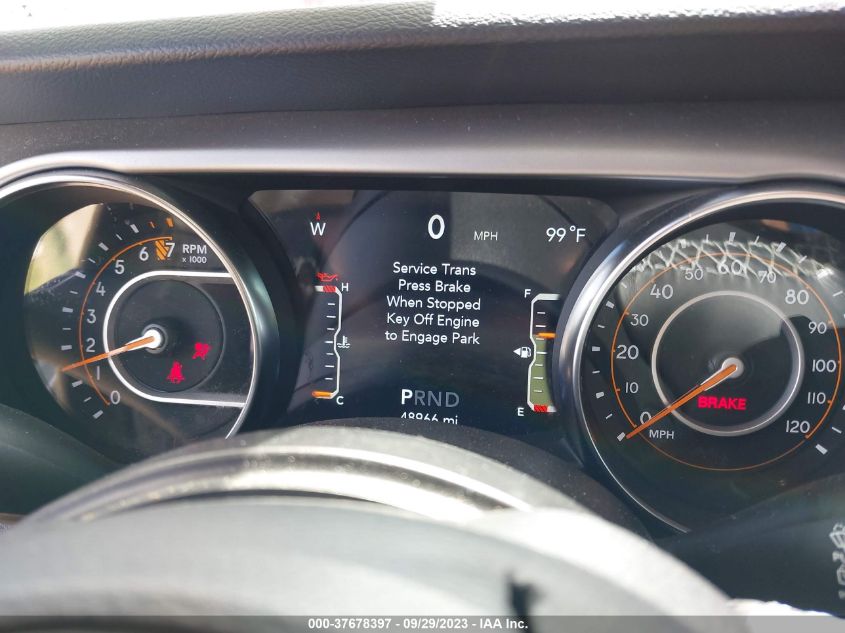 W
0 MPH
99°F
Service Trans
Press Brake
When Stopped
Key Off Engine
to Engage Park
H
C
F
E
PRND
48966 mi
RPM
x 1000
0
1
2
3
4
5
6
7
0
10
20
30
40
50
60
70
80
90
100
110
120
MPH
BRAKE
000-37678397 - 09/29/2023 - IAA Inc.